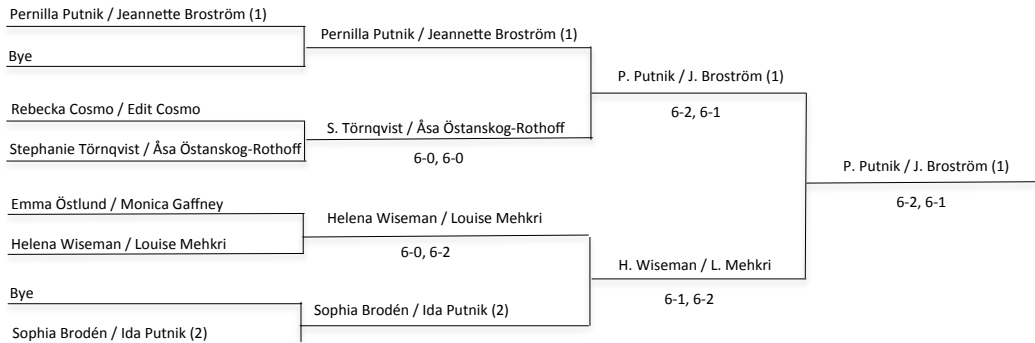 Pernilla Putnik / Jeannette Broström (1)
Bye
Rebecka Cosmo / Edit Cosmo
Stephanie Törnqvist / Åsa Östanskog-Rothoff
Emma Östlund / Monica Gaffney
Helena Wiseman / Louise Mehkri
Bye
Sophia Brodén / Ida Putnik (2)
Pernilla Putnik / Jeannette Broström (1)
S. Törnqvist / Åsa Östanskog-Rothoff
6-0, 6-0
Helena Wiseman / Louise Mehkri
6-0, 6-2
Sophia Brodén / Ida Putnik (2)
P. Putnik / J. Broström (1)
6-2, 6-1
H. Wiseman / L. Mehkri
6-1, 6-2
P. Putnik / J. Broström (1)
6-2, 6-1